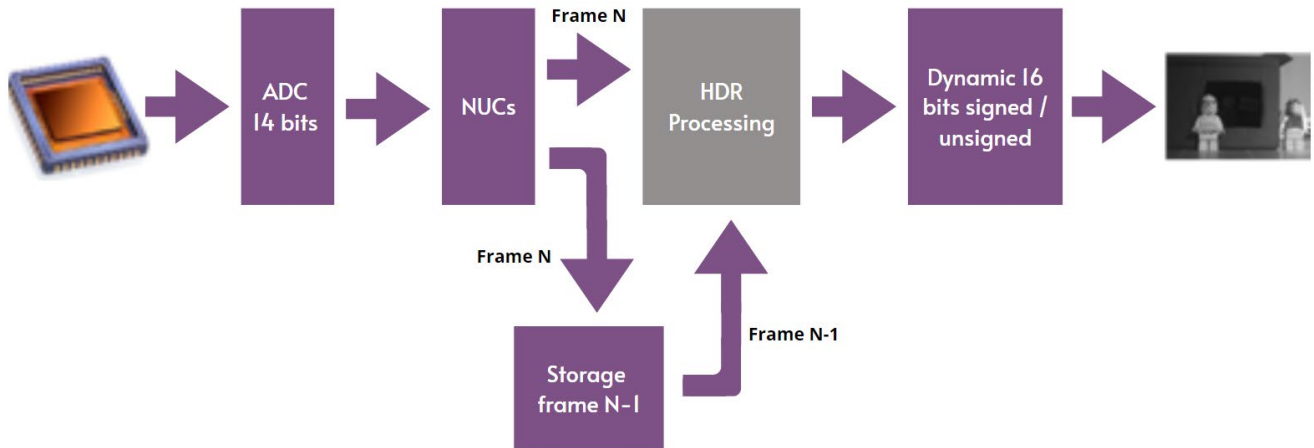 Frame N
ADC
14 bits
NUCs
HDR
Processing
Dynamic 16
bits signed /
unsigned
Frame N
Frame N-1
Storage
frame N-1